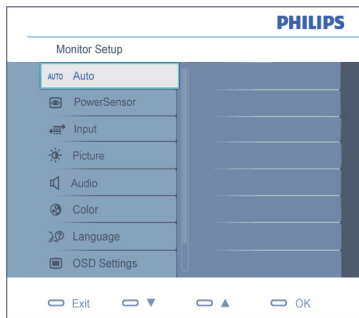 PHILIPS
Monitor Setup
AUTO Auto
PowerSensor
Input
Picture
Audio
Color
Language
OSD Settings
Exit ▼ ▲ OK